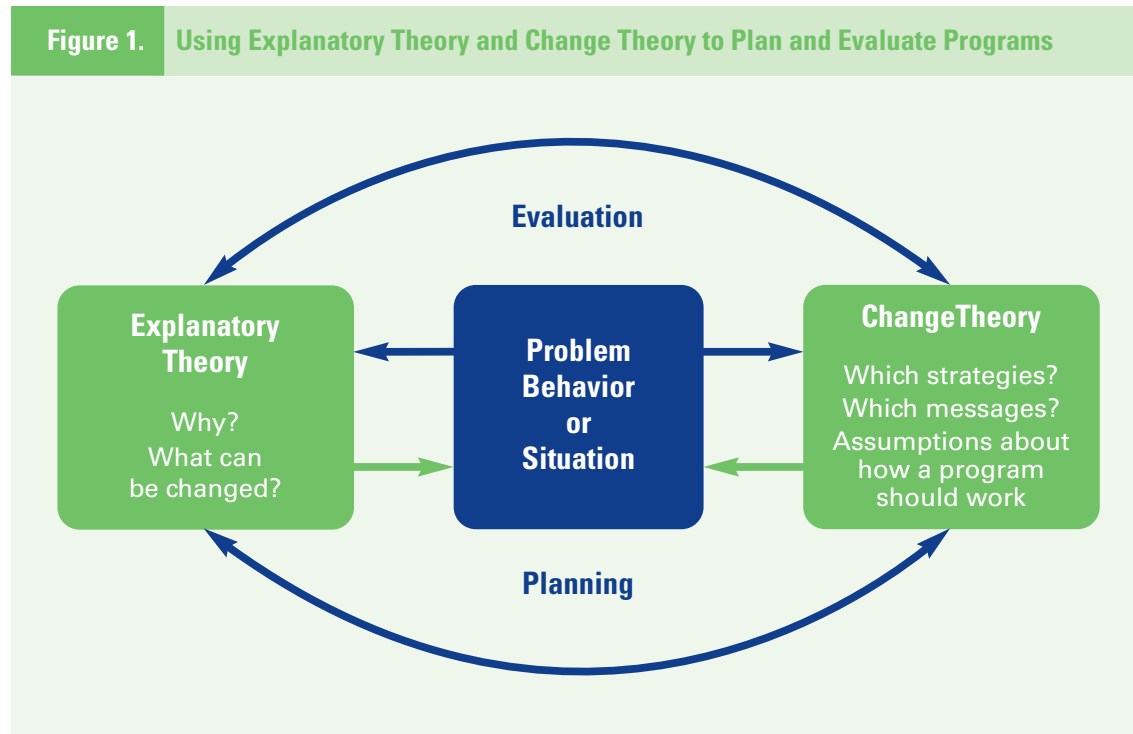 Figure 1. Using Explanatory Theory and Change Theory to Plan and Evaluate Programs
Evaluation
Explanatory
Theory
Why?
What can
be changed?
Problem
Behavior
or
Situation
ChangeTheory
Which strategies?
Which messages?
Assumptions about
how a program
should work
Planning